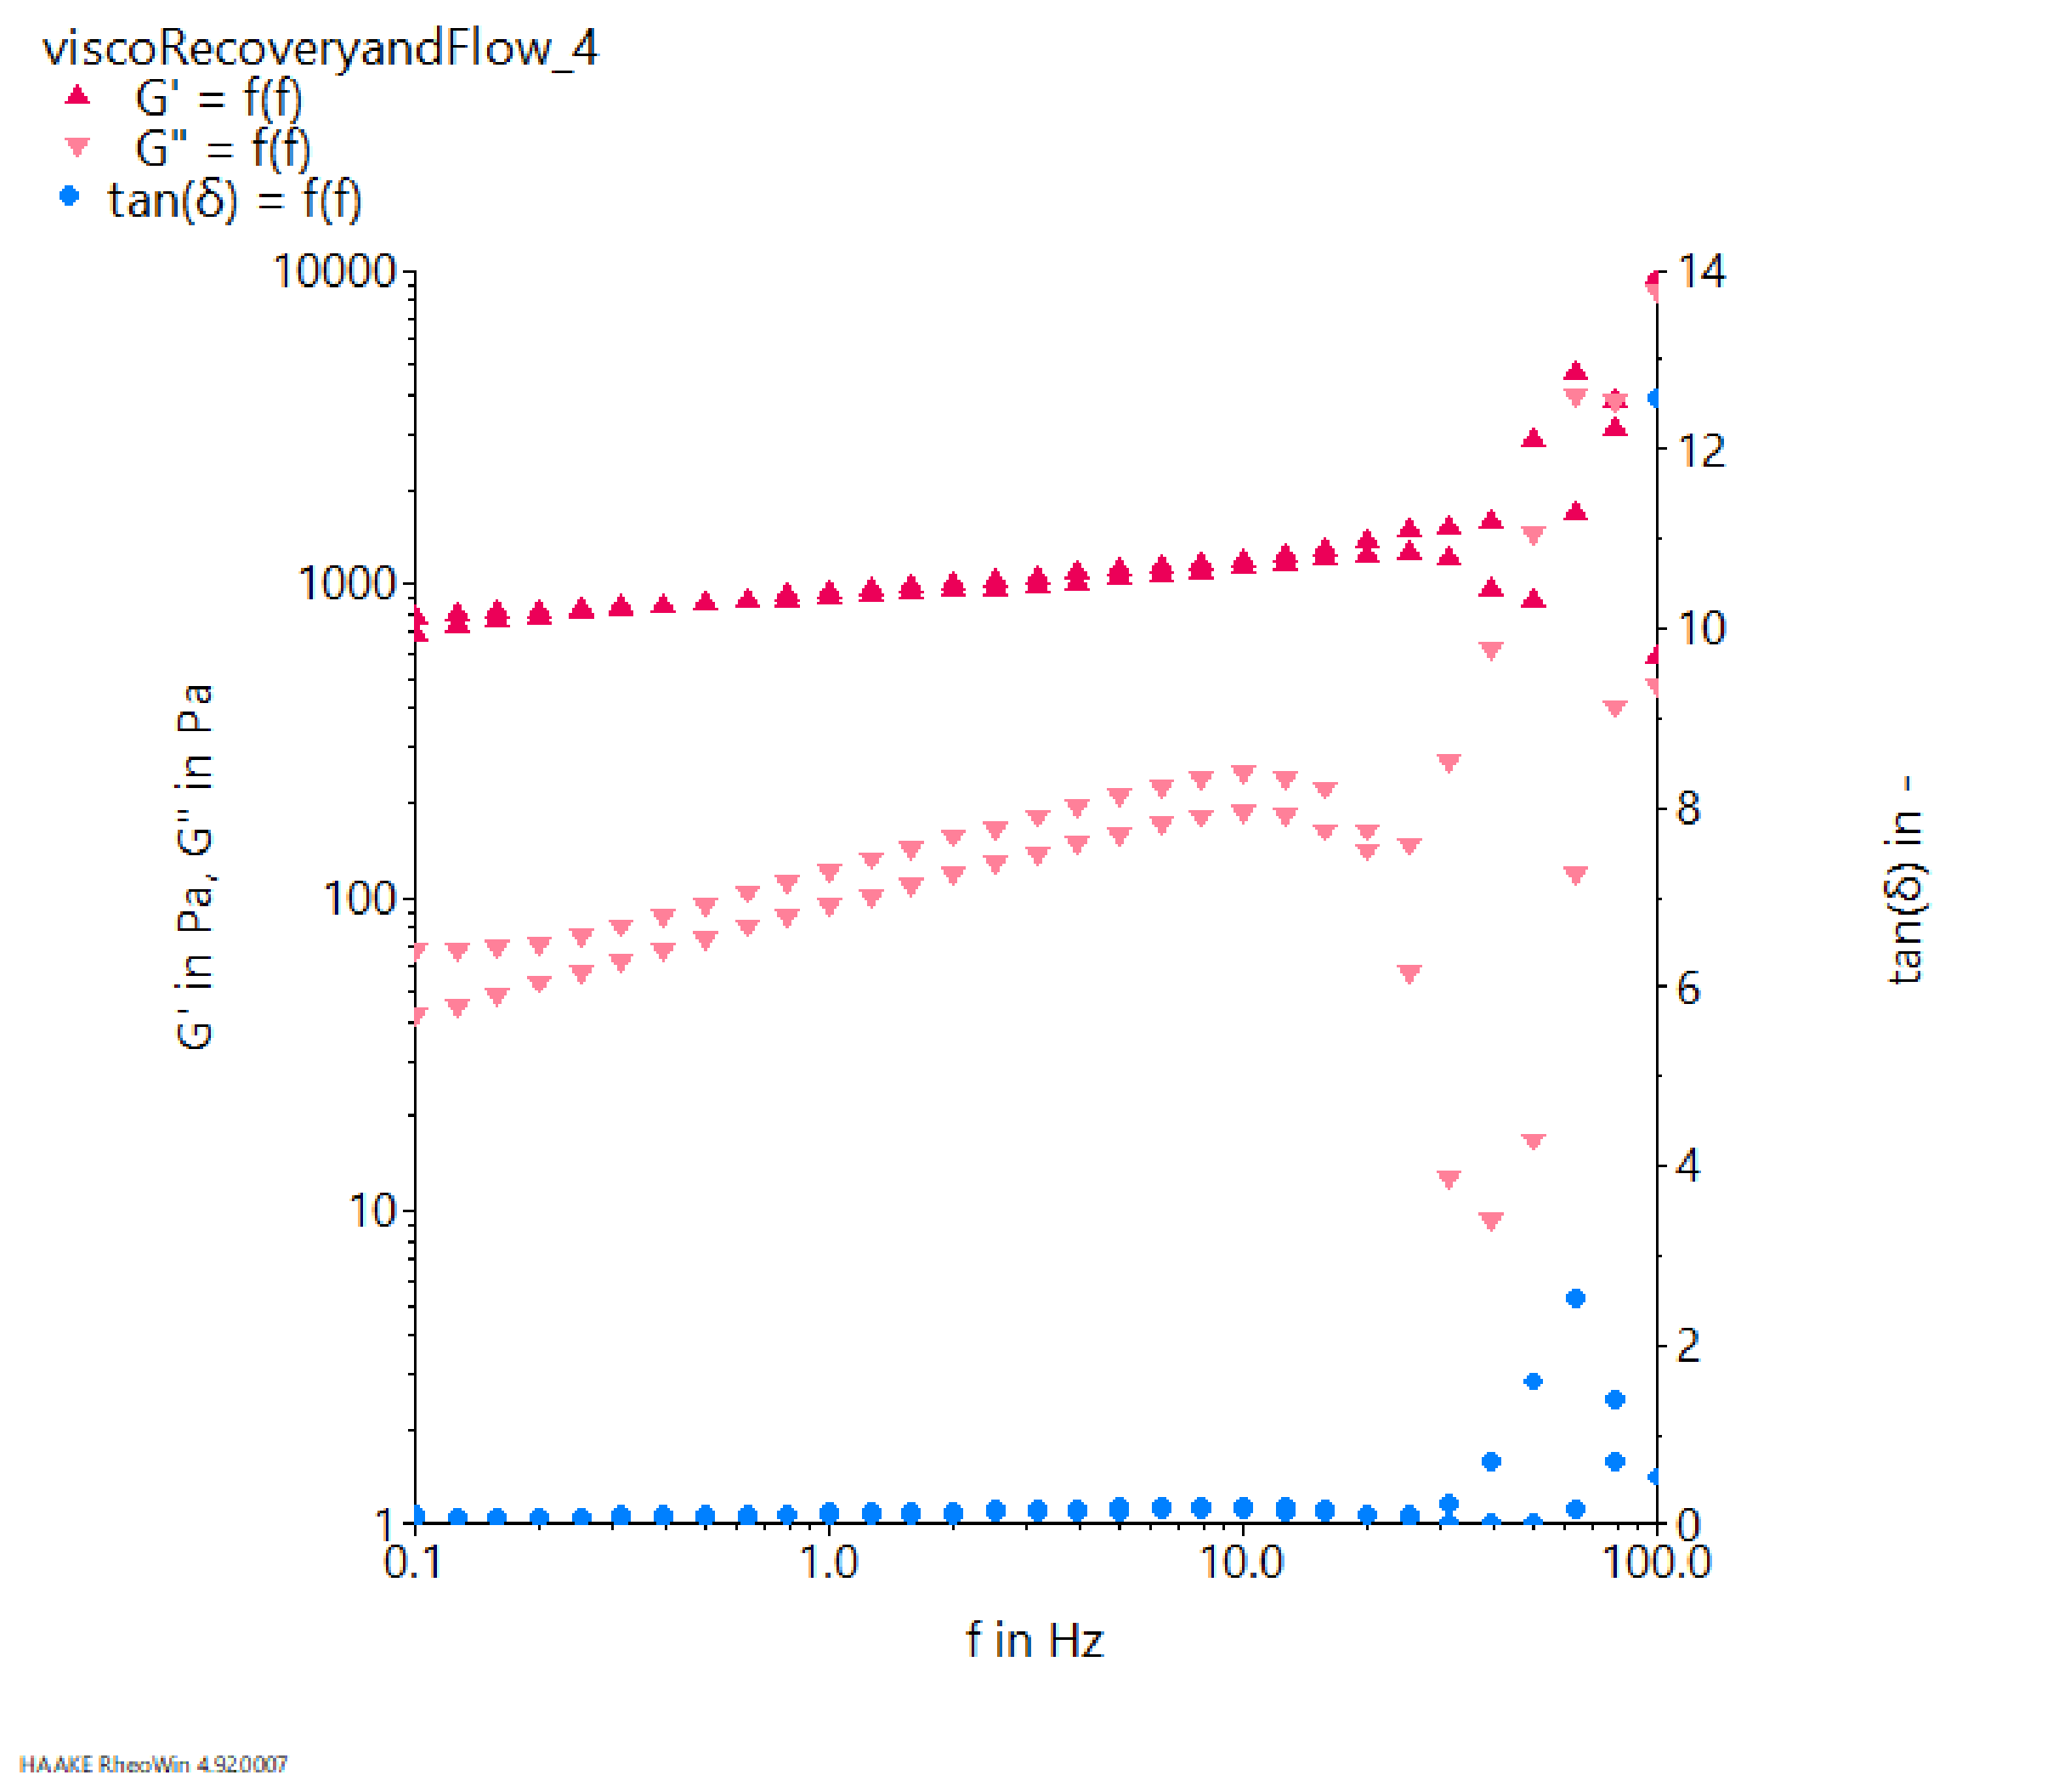 viscoRecoveryandFlow_4
G' = f(f)
G" = f(f)
tan(δ) = f(f)
10000
1000
100
10
1
G' in Pa, G" in Pa
14
12
10
8
6
4
2
0
tan(δ) in -
0.1
1.0
10.0
100.0
f in Hz
HAAKE RheoWin 4.92.0007